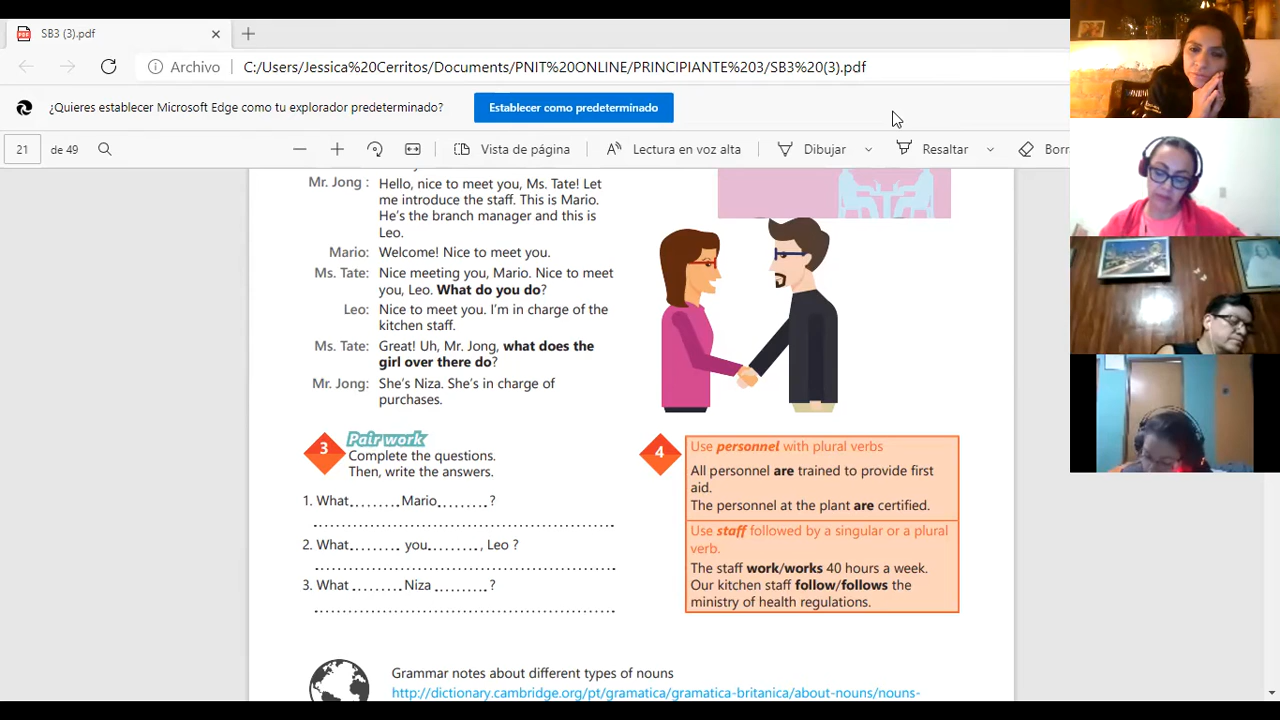 SB3 (3).pdf
Archivo C:/Users/Jessica%20Cerritos/Documents/PNIT%20ONLINE/PRINCIPIANTE%203/SB3%20(3).pdf
¿Quieres establecer Microsoft Edge como tu explorador predeterminado? Establecer como predeterminado
21 de 49 Vista de página Lectura en voz alta Dibujar Resaltar Borr
Mr. Jong : Hello, nice to meet you, Ms. Tate! Let
me introduce the staff. This is Mario.
He's the branch manager and this is
Leo.
Mario: Welcome! Nice to meet you.
Ms. Tate: Nice meeting you, Mario. Nice to meet
you, Leo. What do you do?
Leo: Nice to meet you. I'm in charge of the
kitchen staff.
Ms. Tate: Great! Uh, Mr. Jong, what does the
girl over there do?
Mr. Jong: She's Niza. She's in charge of
purchases.
3 Pair work
Complete the questions.
Then, write the answers.
1. What........Mario........?
2. What........ you........, Leo ?
3. What ........Niza ........?
4 Use personnel with plural verbs
All personnel are trained to provide first
aid.
The personnel at the plant are certified.
Use staff followed by a singular or a plural
verb.
The staff work/works 40 hours a week.
Our kitchen staff follow/follows the
ministry of health regulations.
Grammar notes about different types of nouns
http://dictionary.cambridge.org/pt/gramatica/gramatica-britanica/about-nouns/nouns-